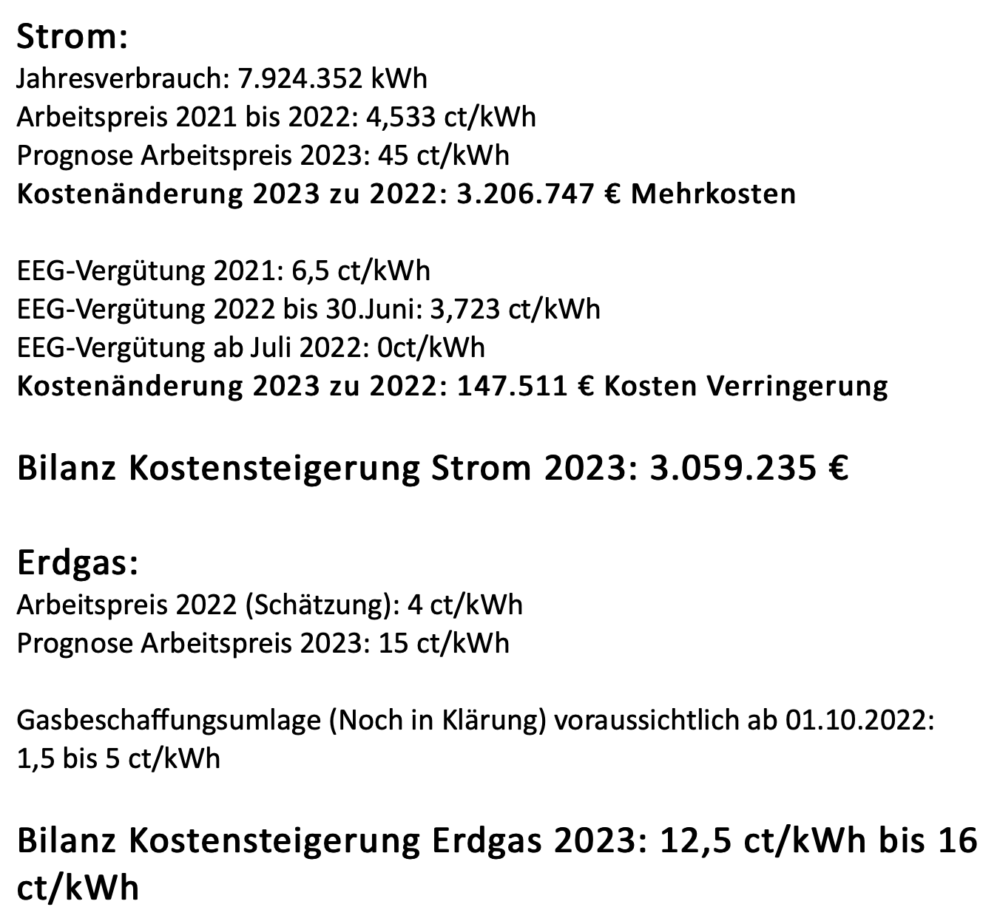 Strom:
Jahresverbrauch: 7.924.352 kWh
Arbeitspreis 2021 bis 2022: 4,533 ct/kWh
Prognose Arbeitspreis 2023: 45 ct/kWh
Kostenänderung 2023 zu 2022: 3.206.747 € Mehrkosten
EEG-Vergütung 2021: 6,5 ct/kWh
EEG-Vergütung 2022 bis 30.Juni: 3,723 ct/kWh
EEG-Vergütung ab Juli 2022: 0ct/kWh
Kostenänderung 2023 zu 2022: 147.511 € Kosten Verringerung
Bilanz Kostensteigerung Strom 2023: 3.059.235 €
Erdgas:
Arbeitspreis 2022 (Schätzung): 4 ct/kWh
Prognose Arbeitspreis 2023: 15 ct/kWh
Gasbeschaffungsumlage (Noch in Klärung) voraussichtlich ab 01.10.2022:
1,5 bis 5 ct/kWh
Bilanz Kostensteigerung Erdgas 2023: 12,5 ct/kWh bis 16
ct/kWh